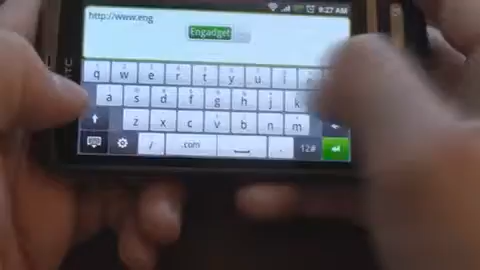 9:27 AM
http://www.eng
Engadget
q w e r t y u
a s d f g h j k
z x c v b n m
/ .com . 12#
HTC